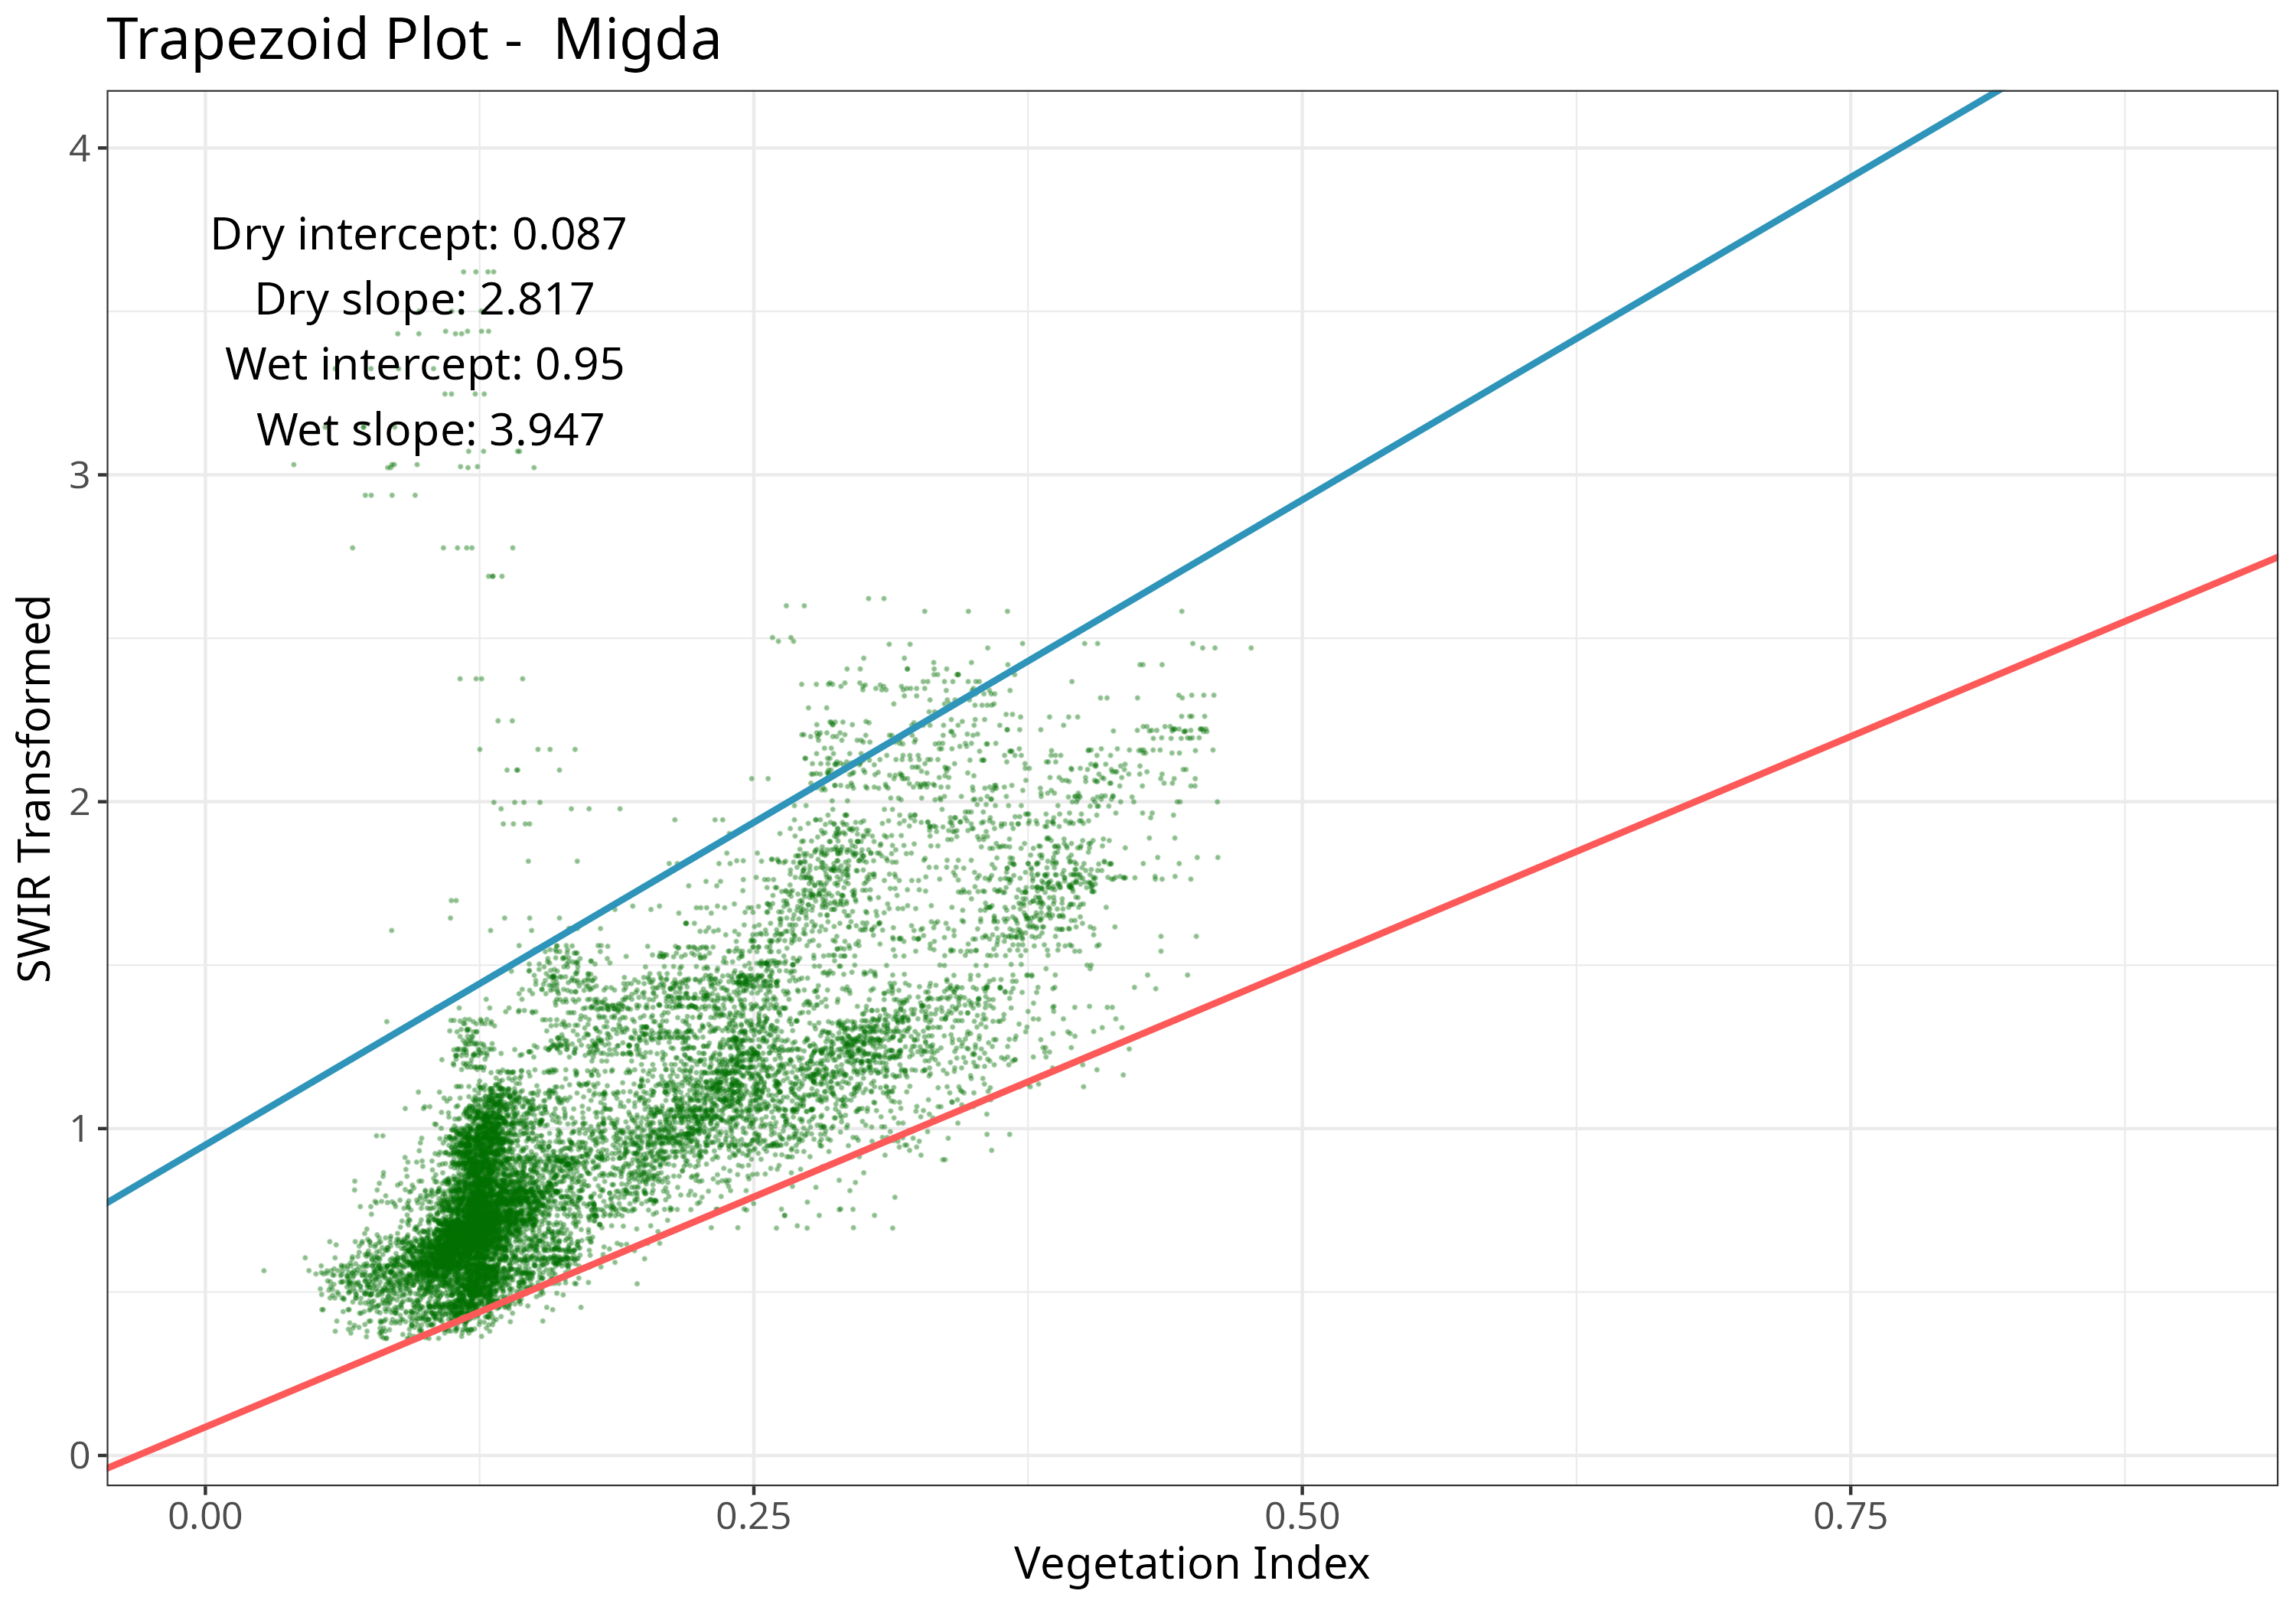 Trapezoid Plot -  Migda
4
Dry intercept: 0.087
Dry slope: 2.817
Wet intercept: 0.95
Wet slope: 3.947
3
2
1
0
SWIR Transformed
0.00 0.25 0.50 0.75
Vegetation Index